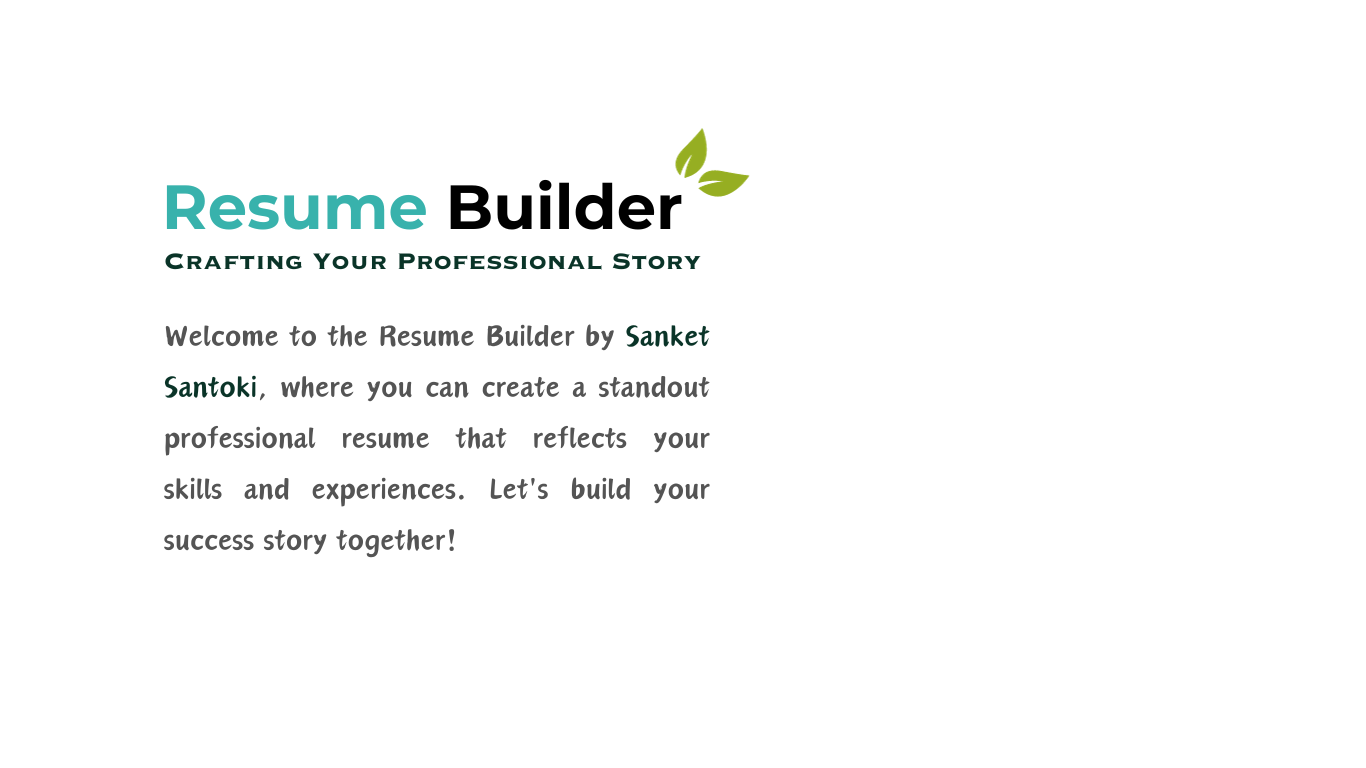 Resume Builder
Crafting Your Professional Story
Welcome to the Resume Builder by Sanket
Santoki, where you can create a standout
professional resume that reflects your
skills and experiences. Let's build your
success story together!